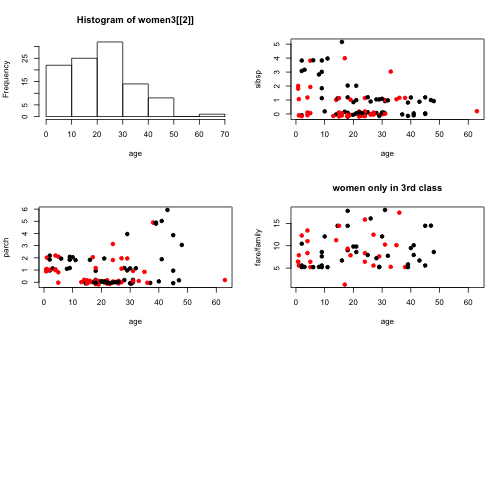 Histogram of women3[[2]]
Frequency
0 5 15 25
0 10 20 30 40 50 60 70
age
sibsp
0 1 2 3 4 5
0 10 20 30 40 50 60
age
parch
0 1 2 3 4 5 6
0 10 20 30 40 50 60
age
women only in 3rd class
fare/family
5 10 15
0 10 20 30 40 50 60
age